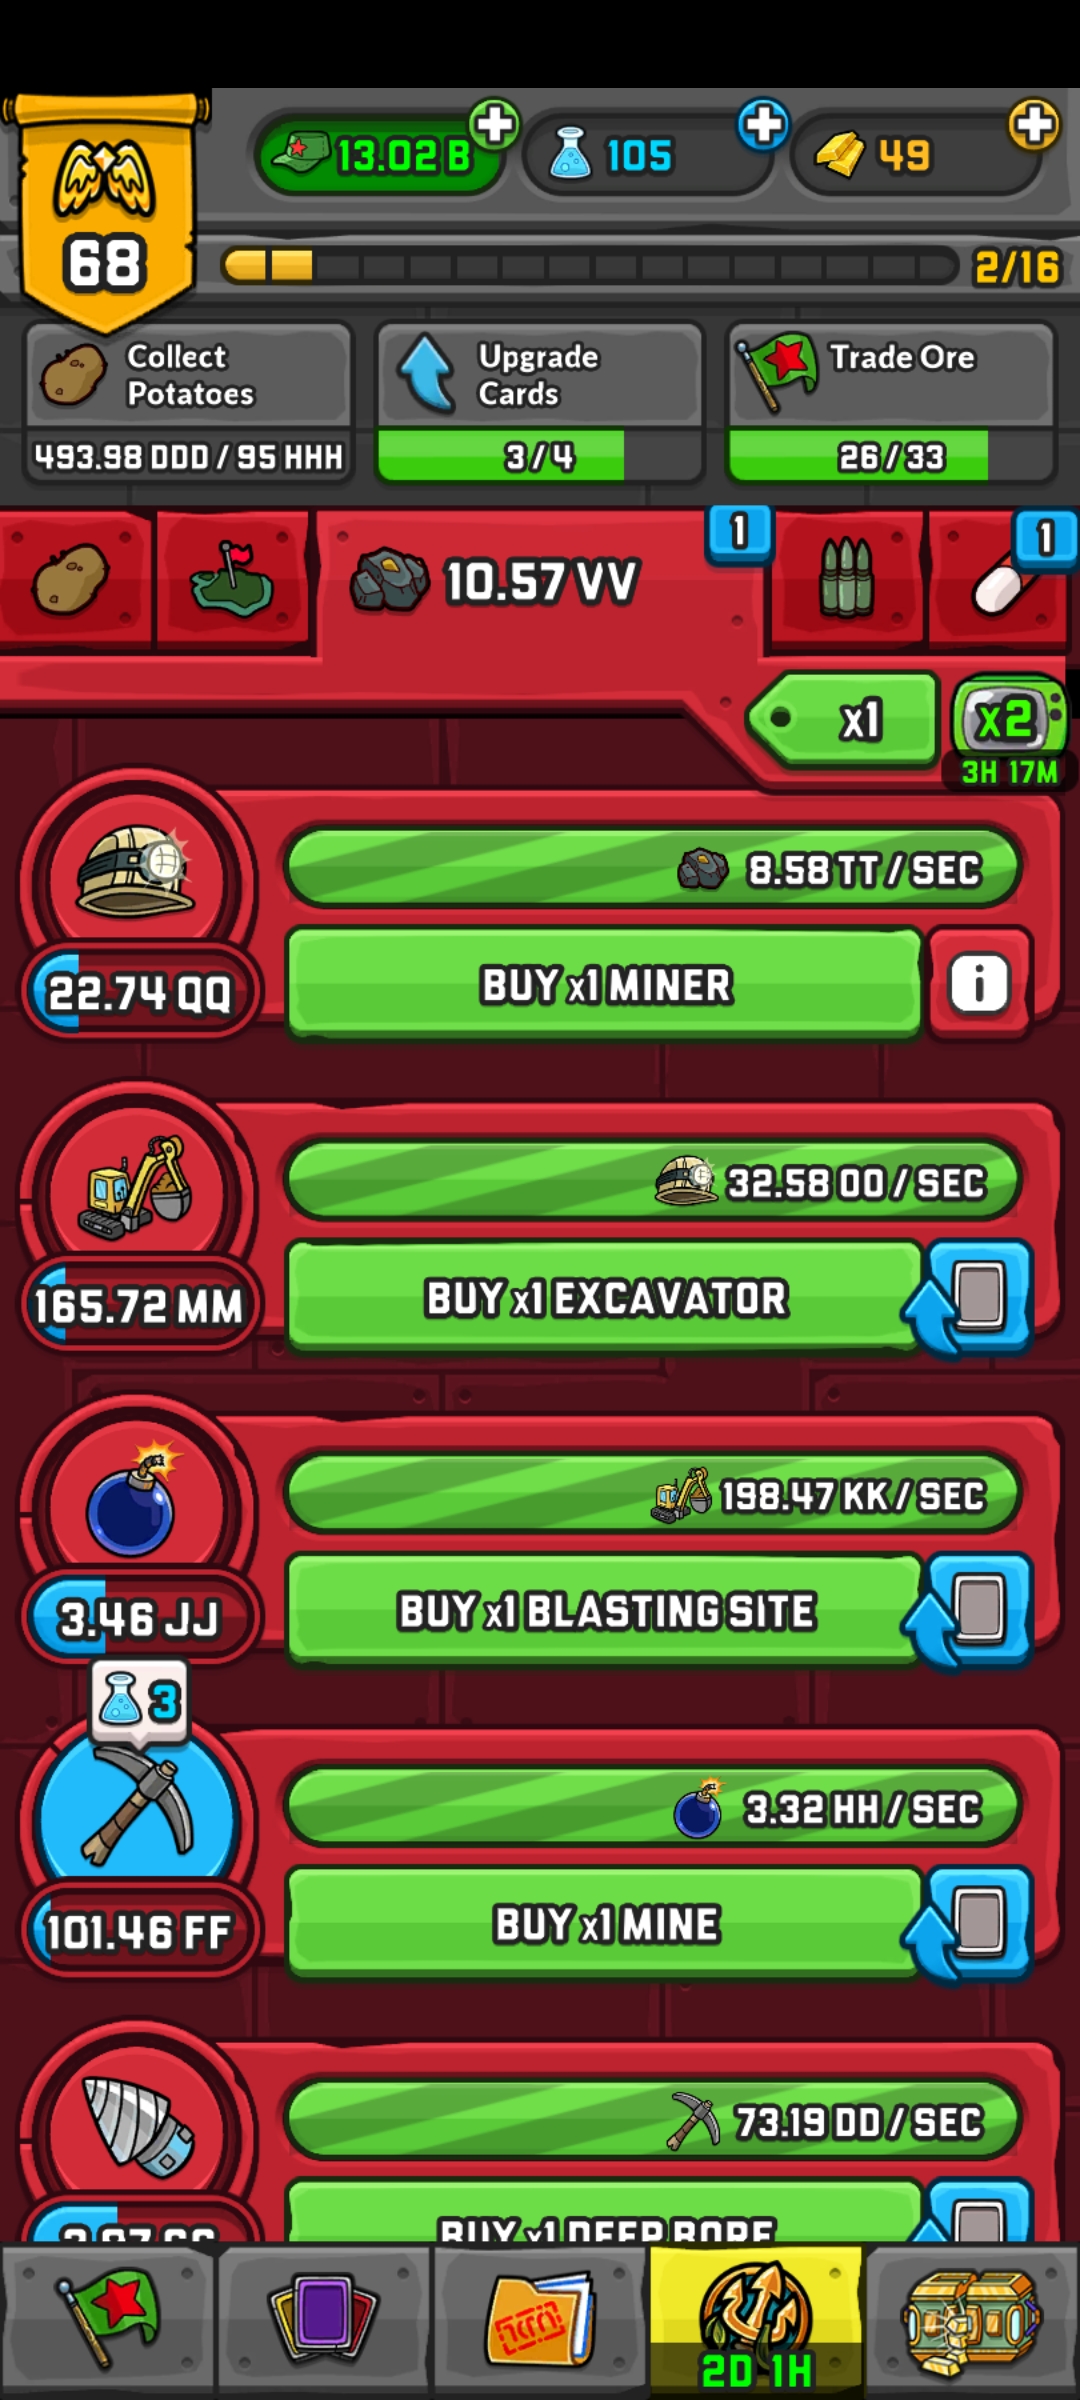 13.02 B
105
49
68
2/16
Collect
Potatoes
Upgrade
Cards
Trade Ore
493.98 DDD / 95 HHH
3/4
26/33
1
1
10.57 VV
x1
x2
3H 17M
8.58 TT / SEC
22.74 QQ
BUY x1 MINER
i
32.58 OO / SEC
165.72 MM
BUY x1 EXCAVATOR
198.47 KK / SEC
3.46 JJ
BUY x1 BLASTING SITE
3
3.32 HH / SEC
101.46 FF
BUY x1 MINE
73.19 DD / SEC
BUY x1 DEEP BORE
2D 1H